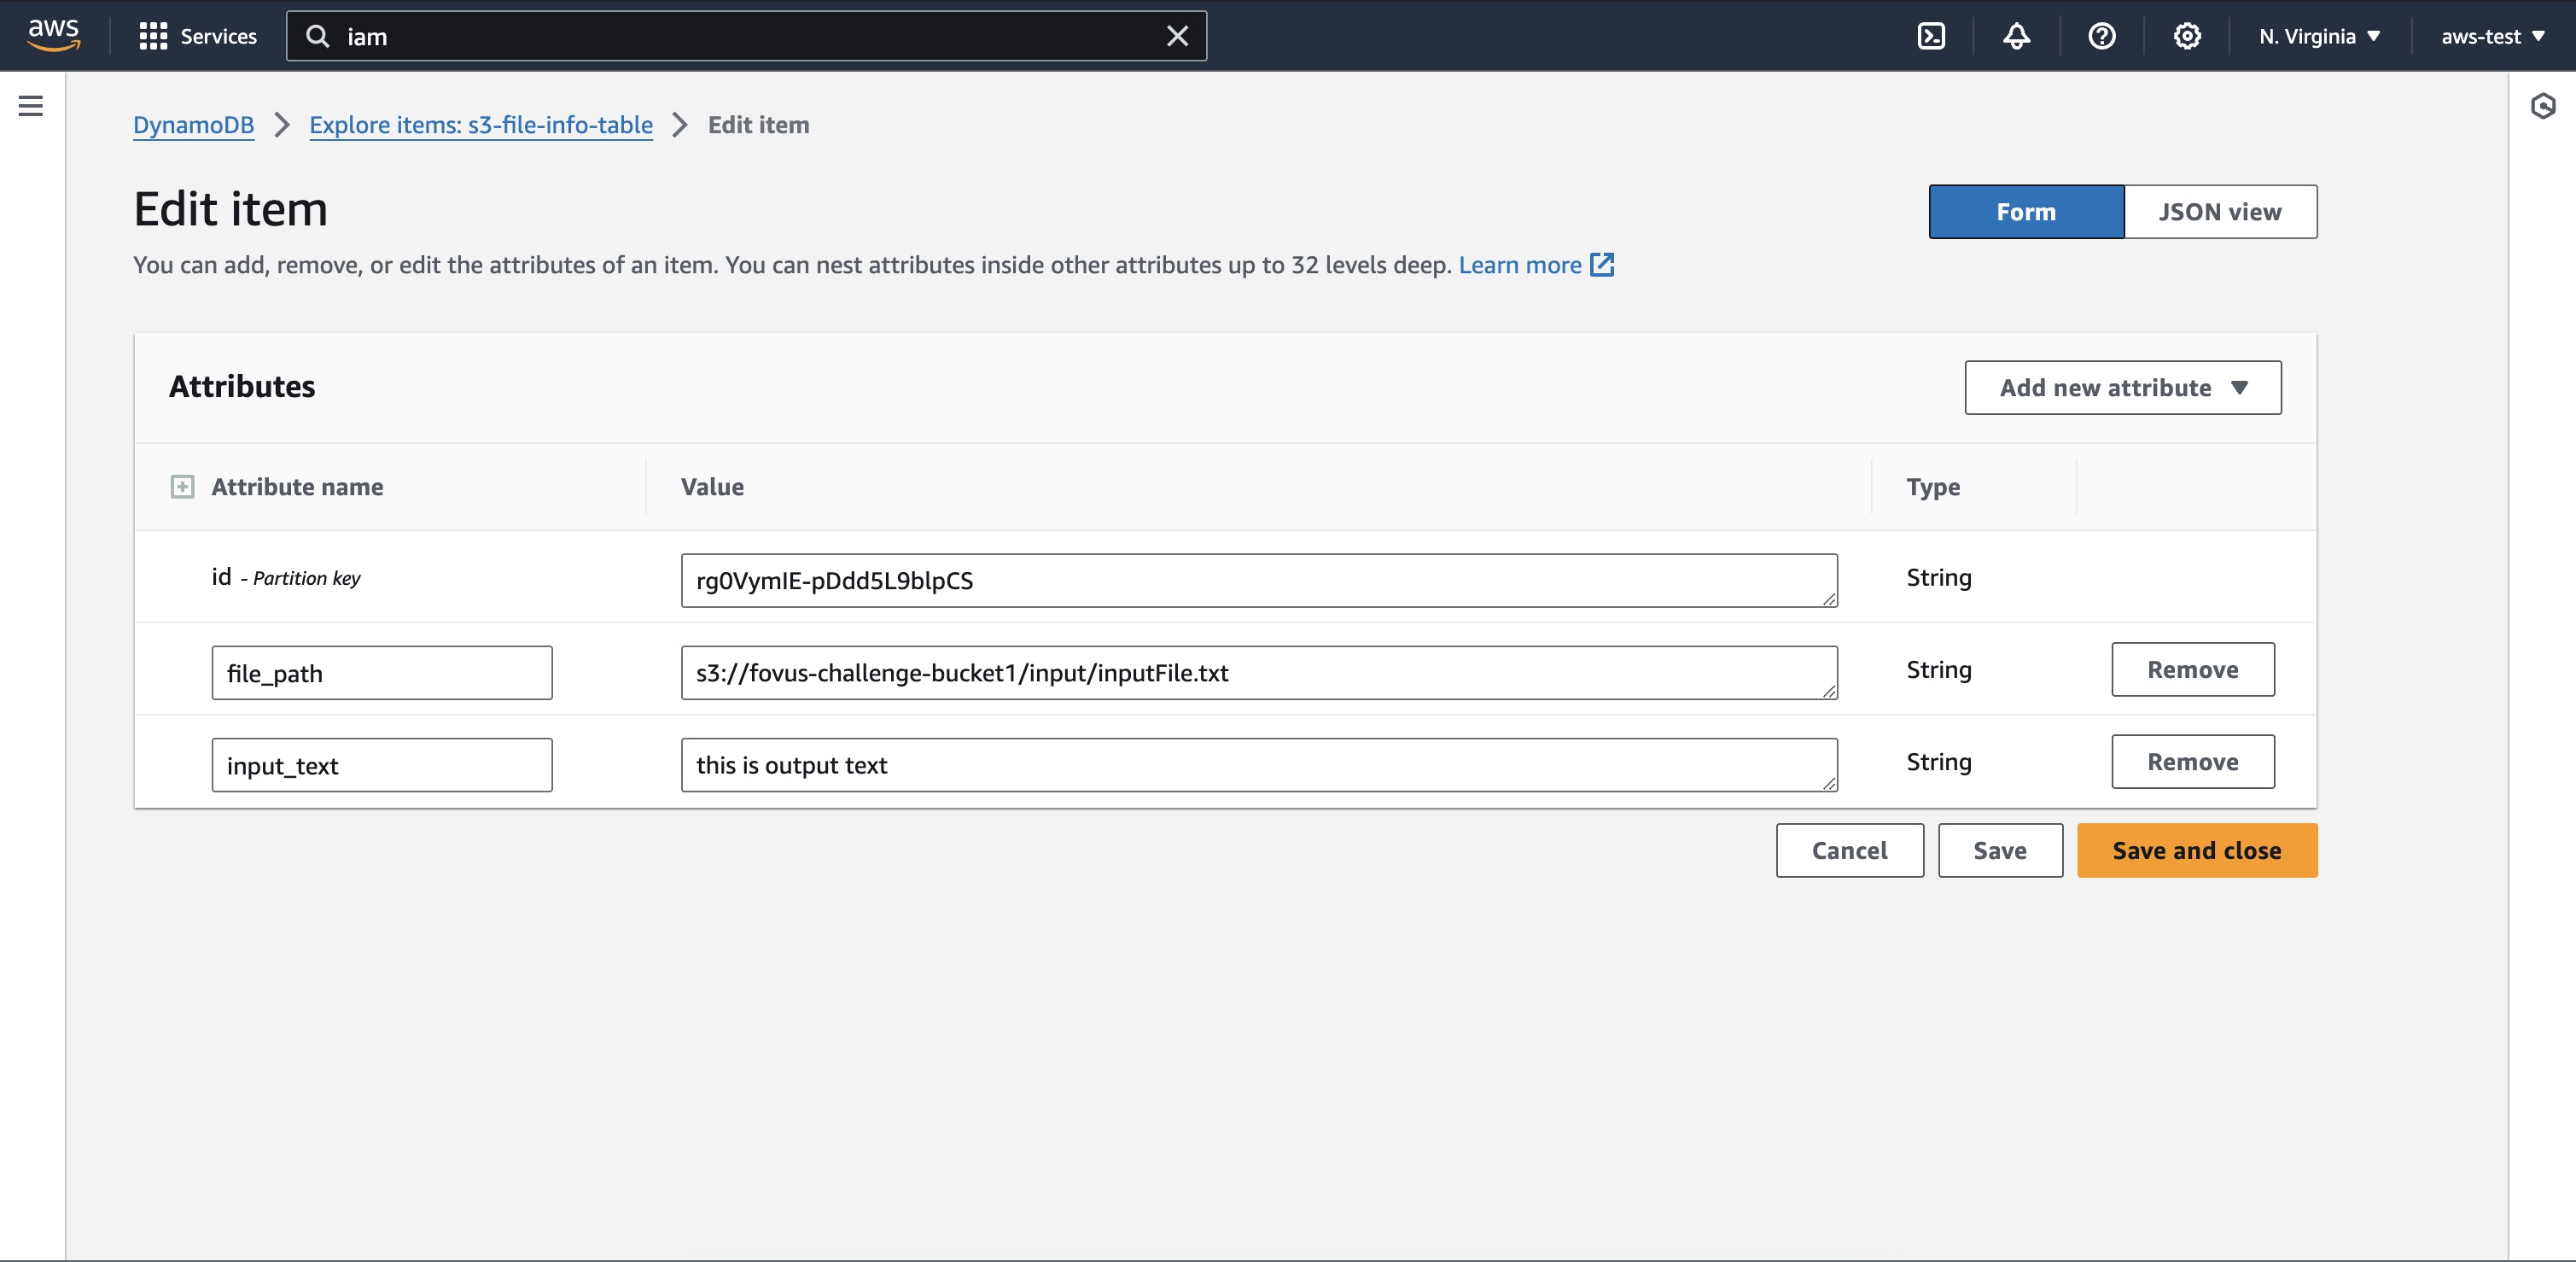 aws
Services
iam
N. Virginia
aws-test
DynamoDB
Explore items: s3-file-info-table
Edit item
Edit item
Form
JSON view
You can add, remove, or edit the attributes of an item. You can nest attributes inside other attributes up to 32 levels deep. Learn more
Attributes
Add new attribute
Attribute name
Value
Type
id - Partition key
rg0VymIE-pDdd5L9blpCS
String
file_path
s3://fovus-challenge-bucket1/input/inputFile.txt
String
Remove
input_text
this is output text
String
Remove
Cancel
Save
Save and close